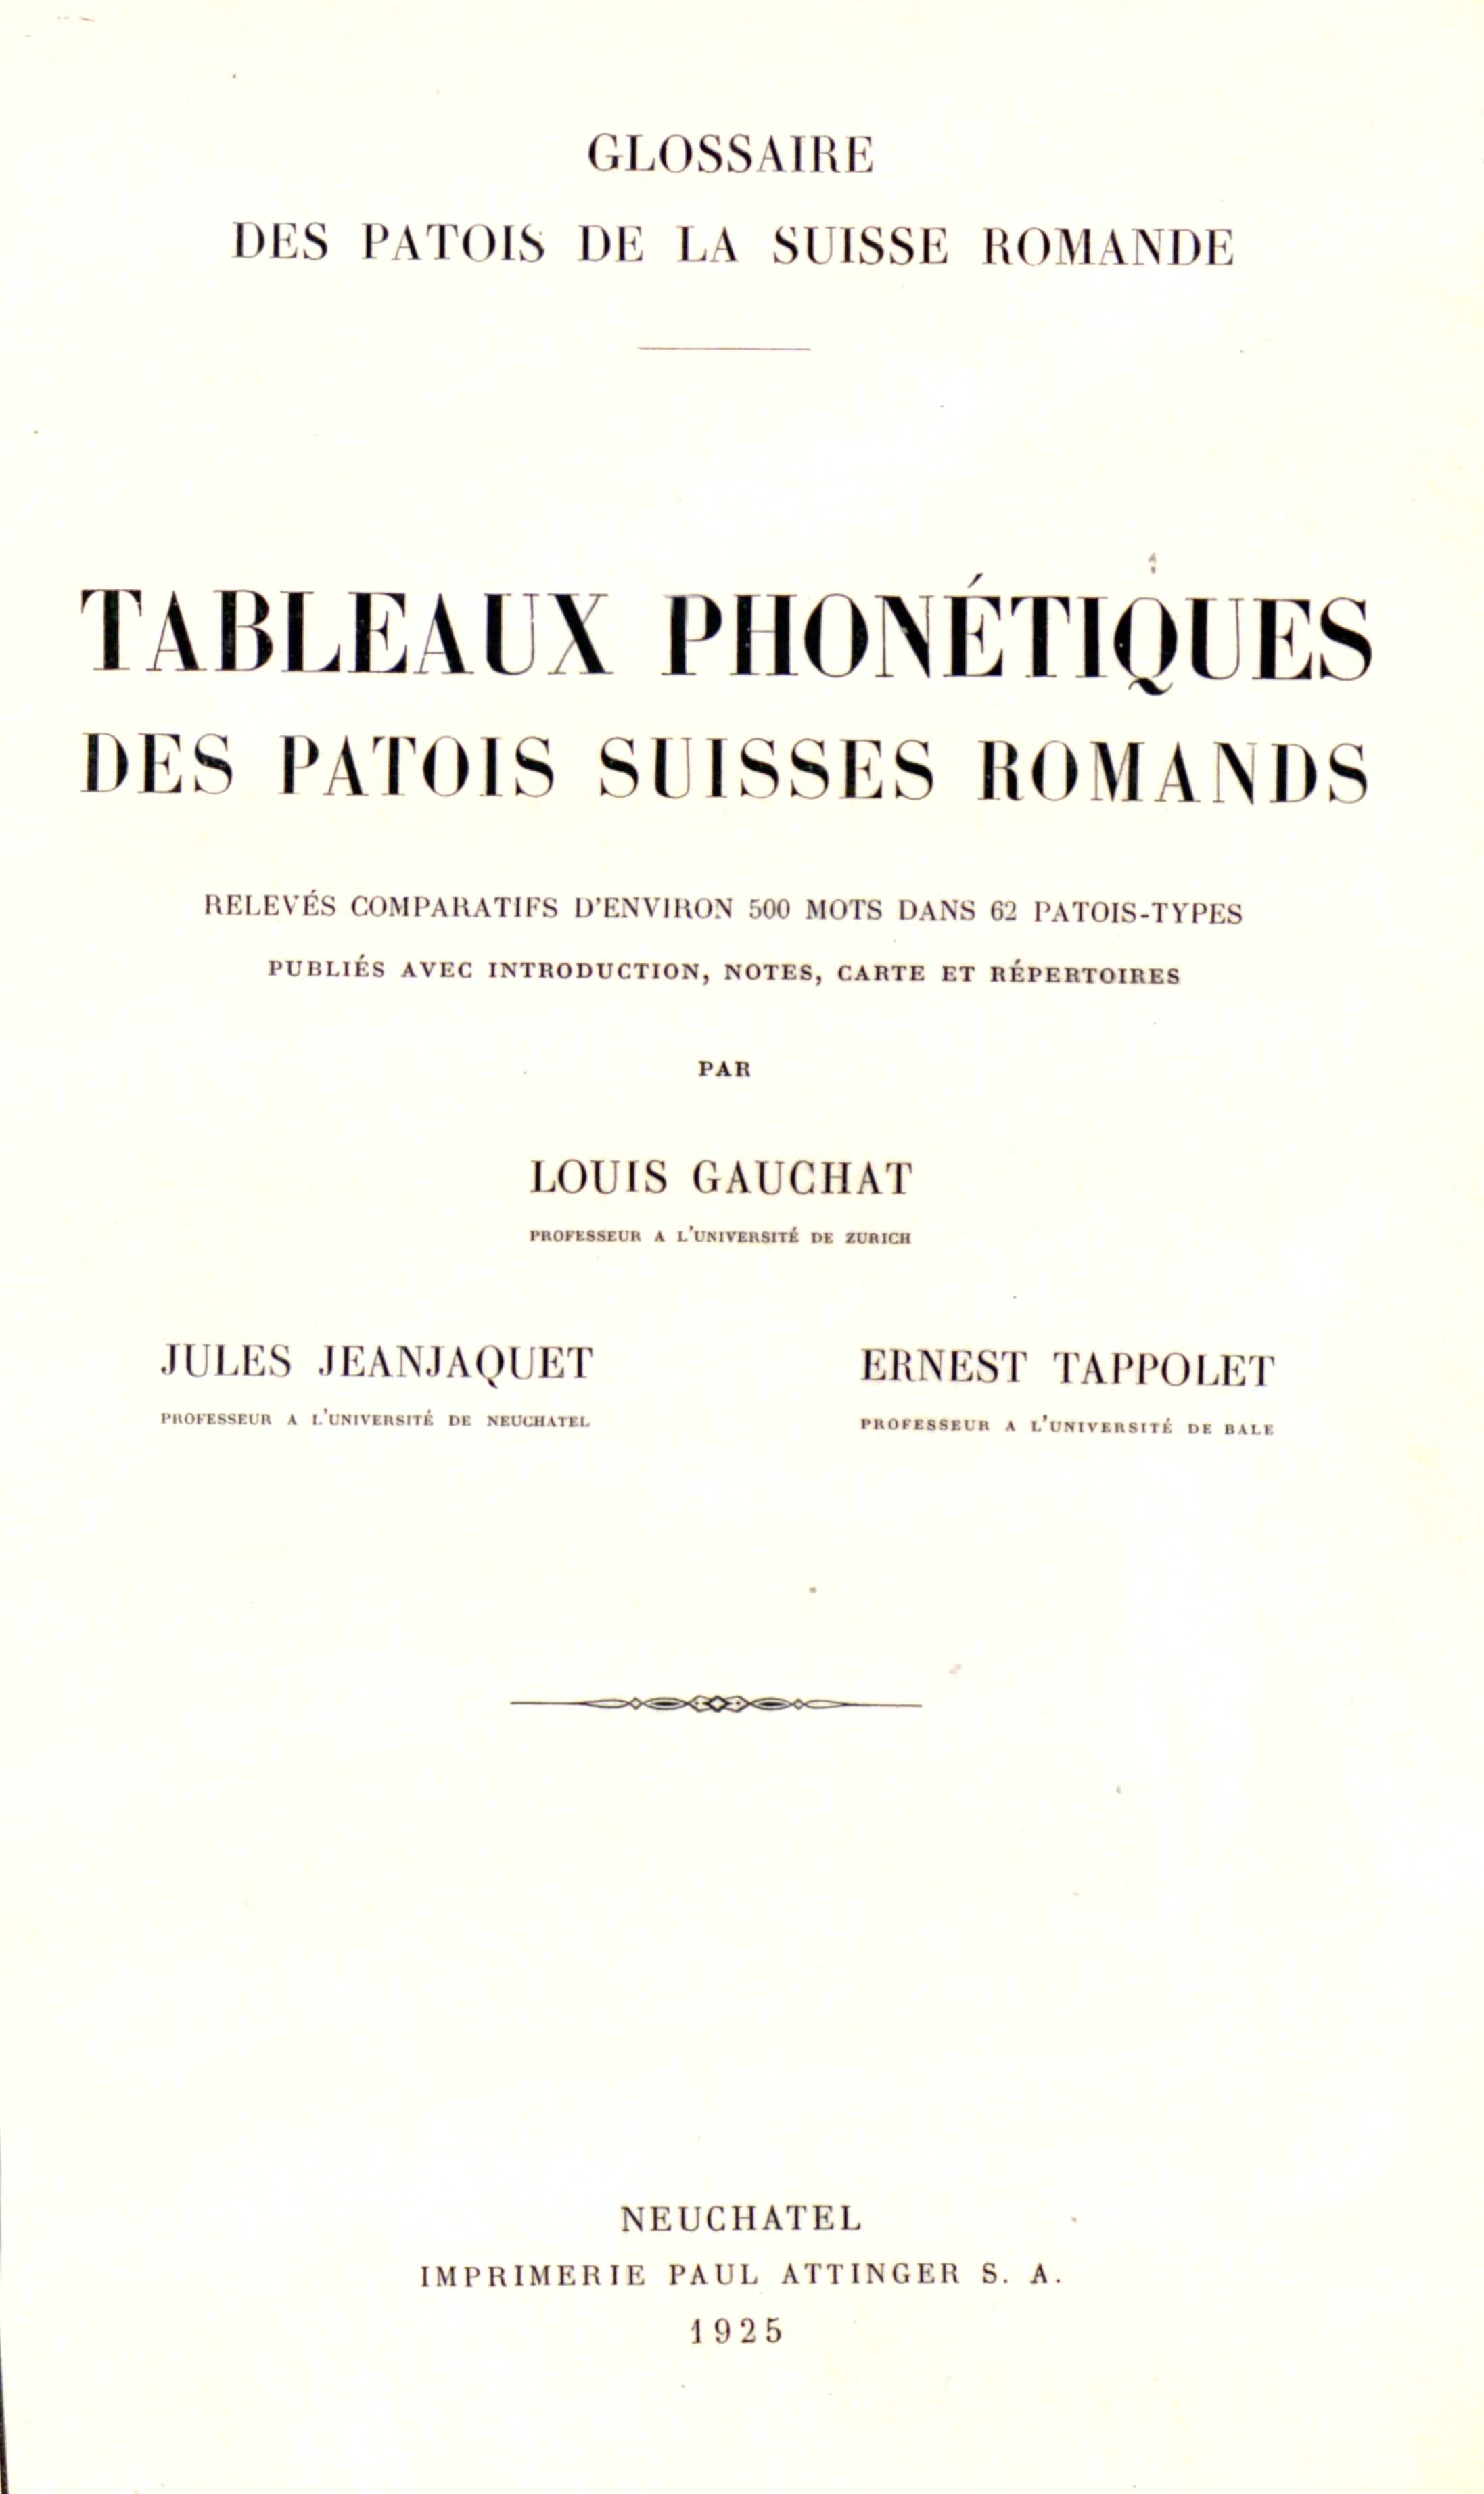 GLOSSAIRE
DES PATOIS DE LA SUISSE ROMANDE
TABLEAUX PHONÉTIQUES
DES PATOIS SUISSES ROMANDS
RELEVÉS COMPARATIFS D'ENVIRON 500 MOTS DANS 62 PATOIS-TYPES
PUBLIÉS AVEC INTRODUCTION, NOTES, CARTE ET RÉPERTOIRES
PAR
LOUIS GAUCHAT
PROFESSEUR A L'UNIVERSITÉ DE ZURICH
JULES JEANJAQUET
PROFESSEUR A L'UNIVERSITÉ DE NEUCHATEL
ERNEST TAPPOLET
PROFESSEUR A L'UNIVERSITÉ DE BALE
NEUCHATEL
IMPRIMERIE PAUL ATTINGER S. A.
1925